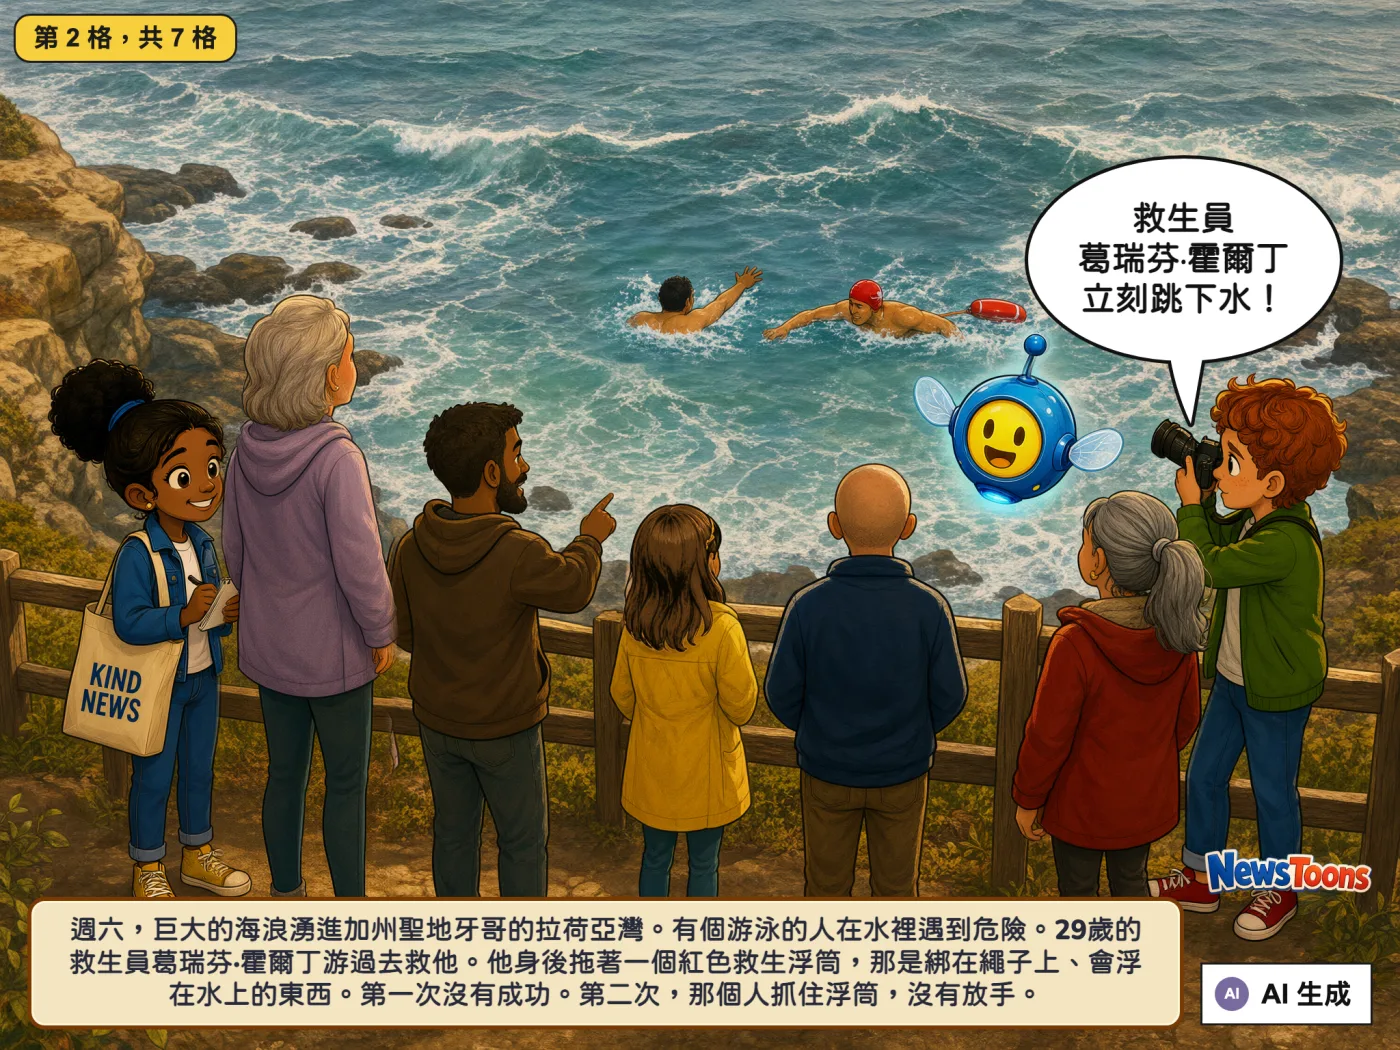 第 2 格，共 7 格
救生員
葛瑞芬·霍爾丁
立刻跳下水！
KIND
NEWS
NEWSTOONS
週六，巨大的海浪湧進加州聖地牙哥的拉荷亞灣。有個游泳的人在水裡遇到危險。29歲的
救生員葛瑞芬·霍爾丁游過去救他。他身後拖著一個紅色救生浮筒，那是綁在繩子上、會浮
在水上的東西。第一次沒有成功。第二次，那個人抓住浮筒，沒有放手。
AI AI 生成